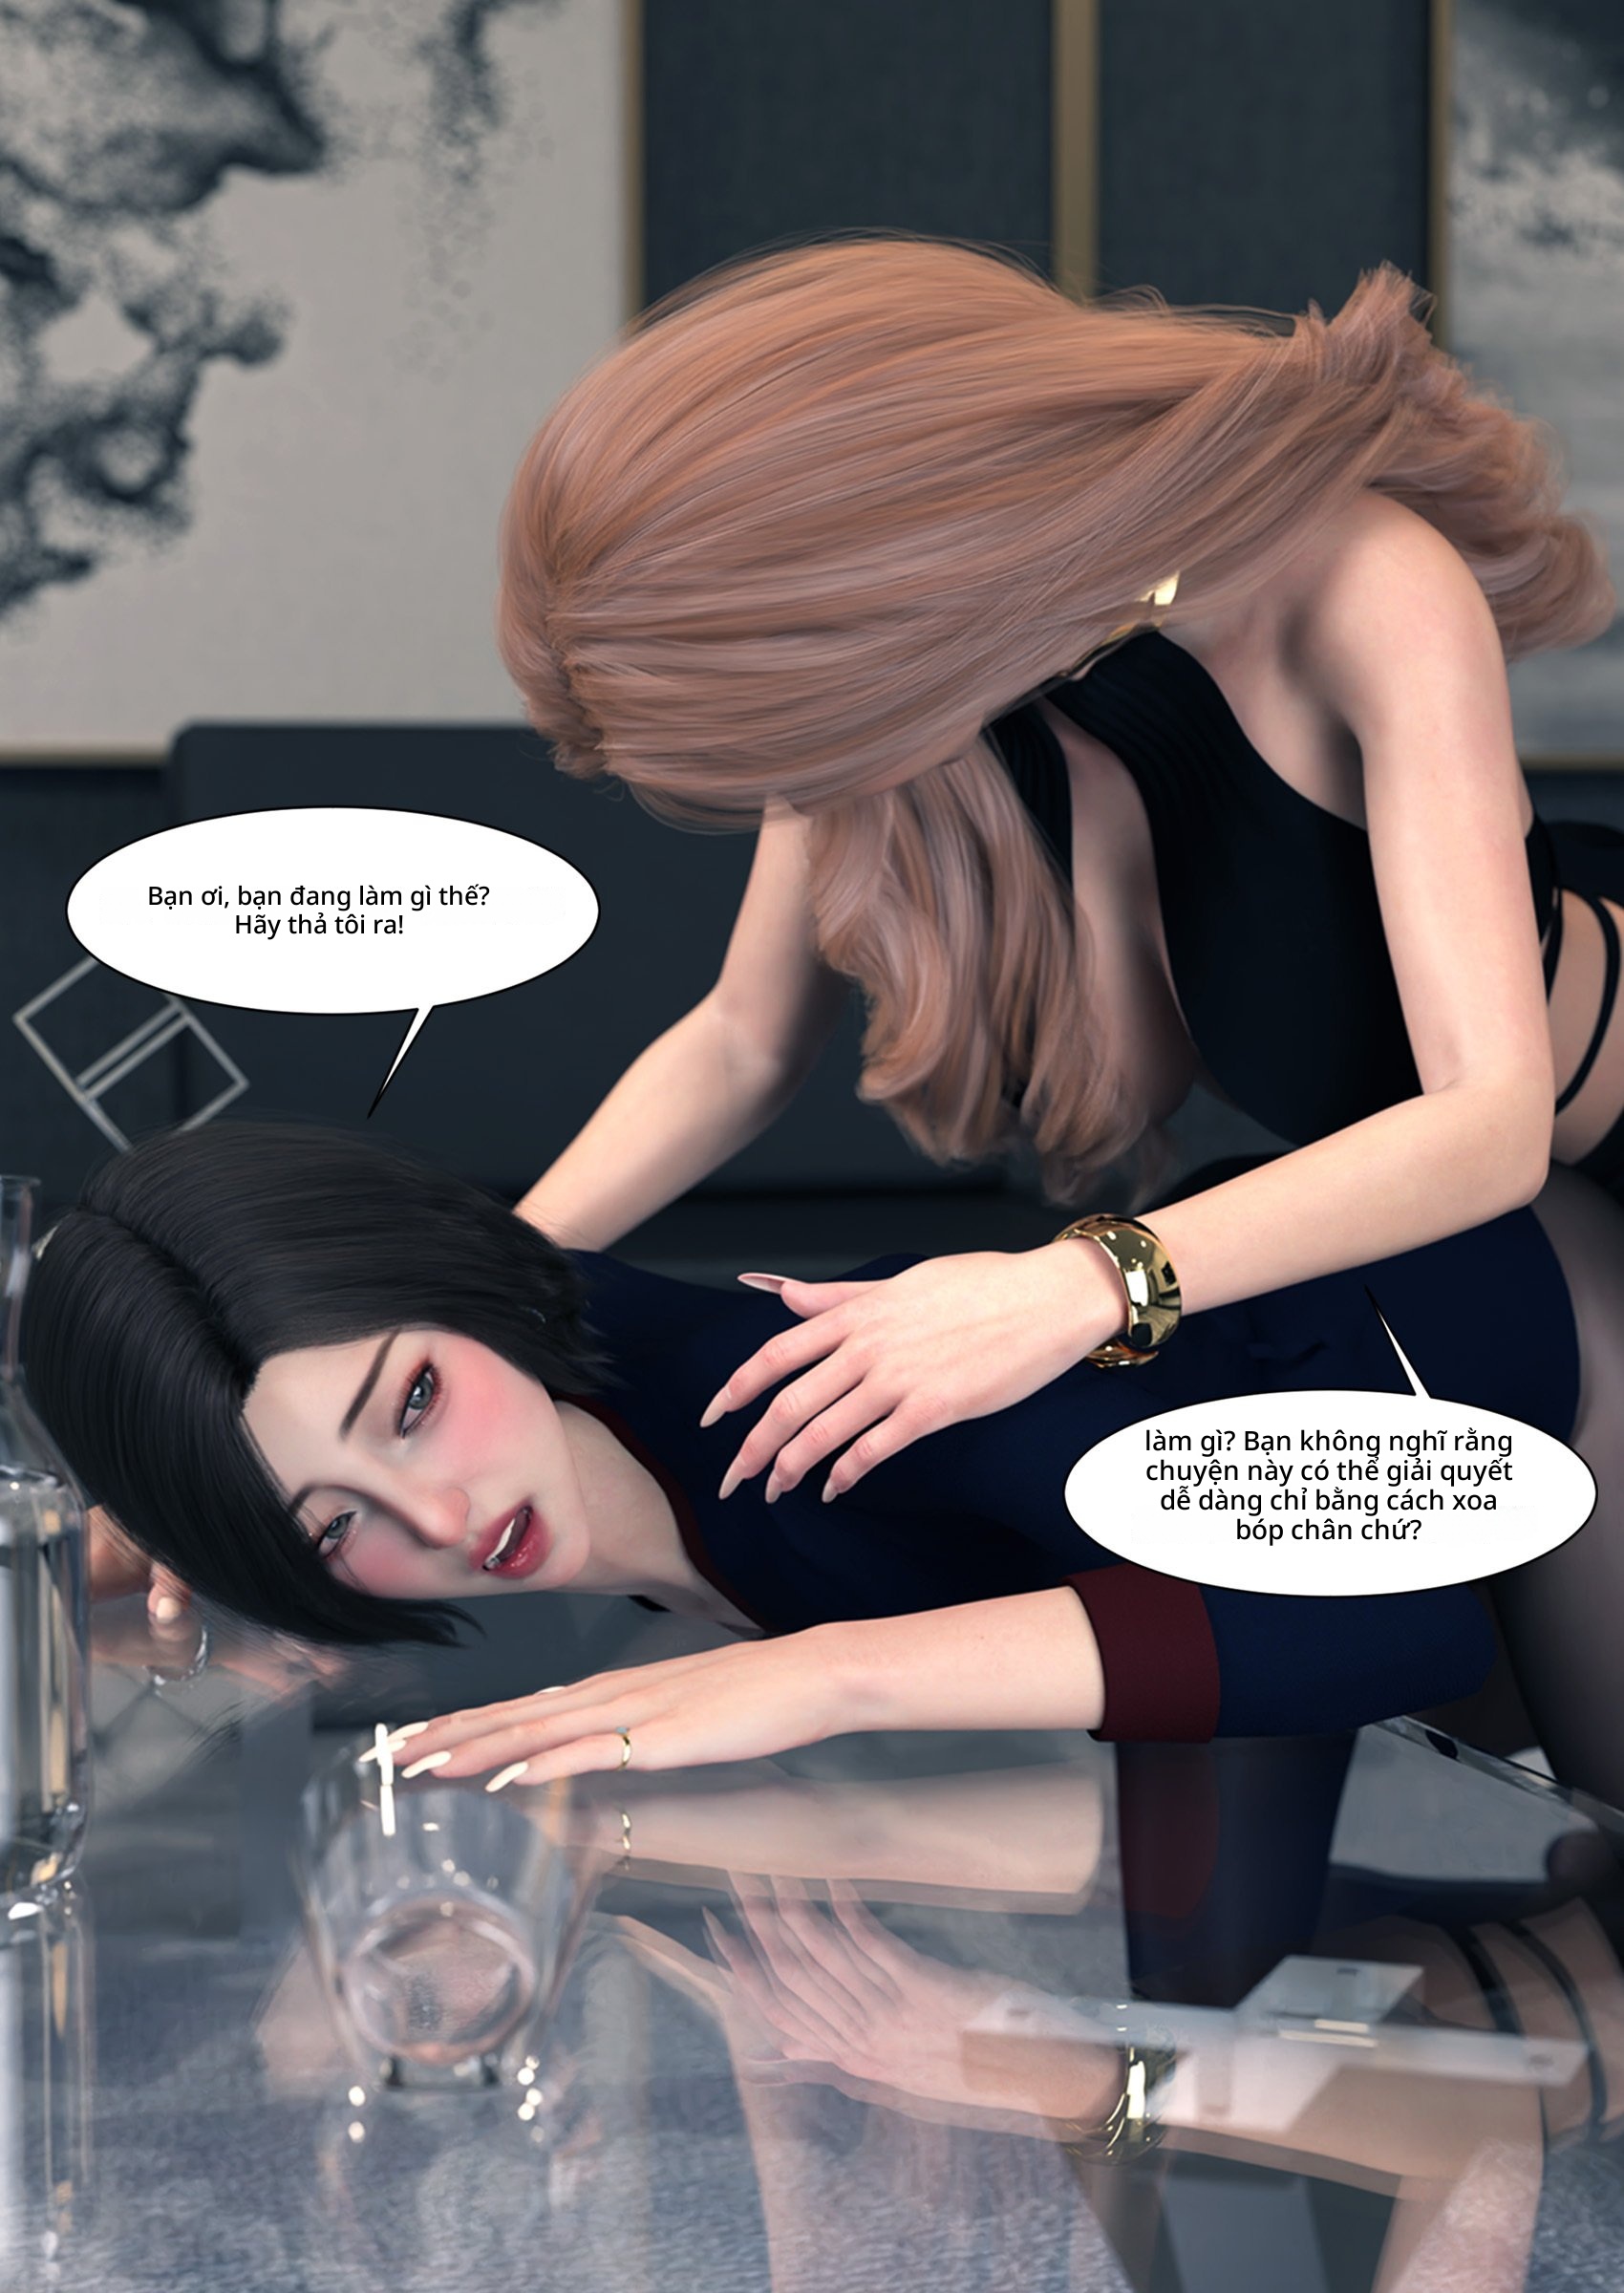 Bạn ơi, bạn đang làm gì thế?
Hãy thả tôi ra!
làm gì? Bạn không nghĩ rằng
chuyện này có thể giải quyết
dễ dàng chỉ bằng cách xoa
bóp chân chứ?